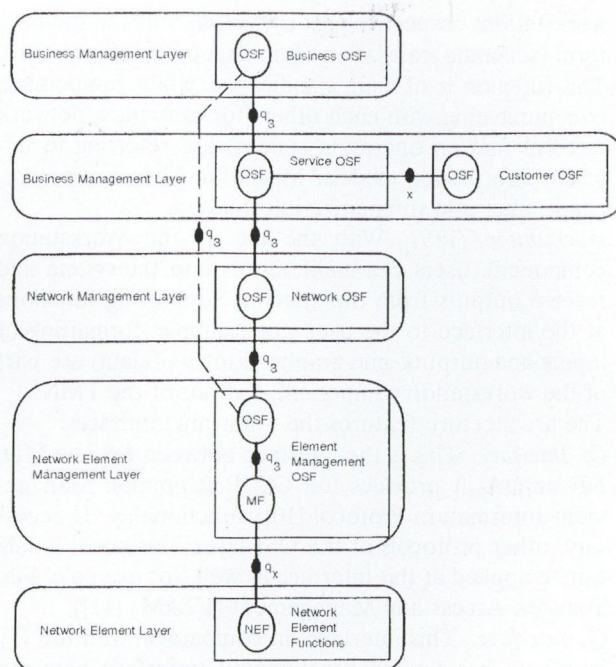 OSF
Business Management Layer
Business OSF
q3
Service OSF
Business Management Layer
OSF
OSF
Customer OSF
x
q3
q3
Network Management Layer
OSF
Network OSF
q3
OSF
Element
Management
OSF
Network Element
Management Layer
q3
MF
qx
Network Element Layer
NEF
Network
Element
Functions